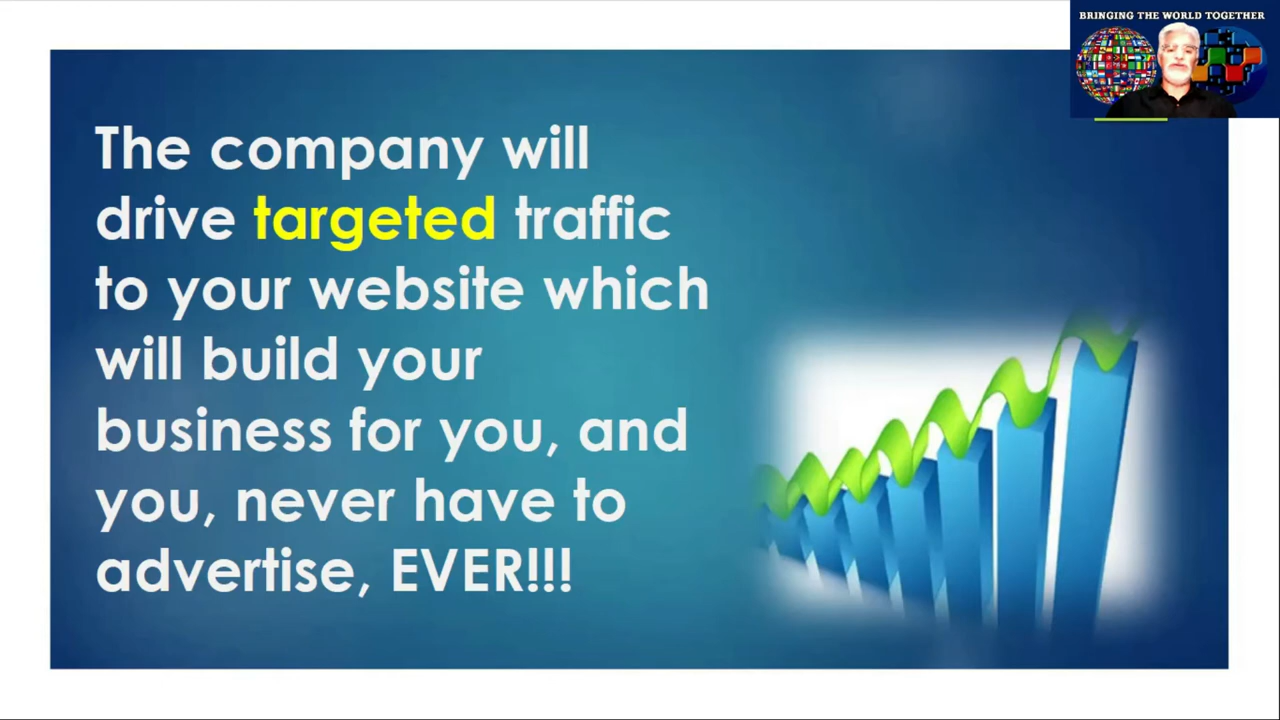 BRINGING THE WORLD TOGETHER
The company will
drive targeted traffic
to your website which
will build your
business for you, and
you, never have to
advertise, EVER!!!